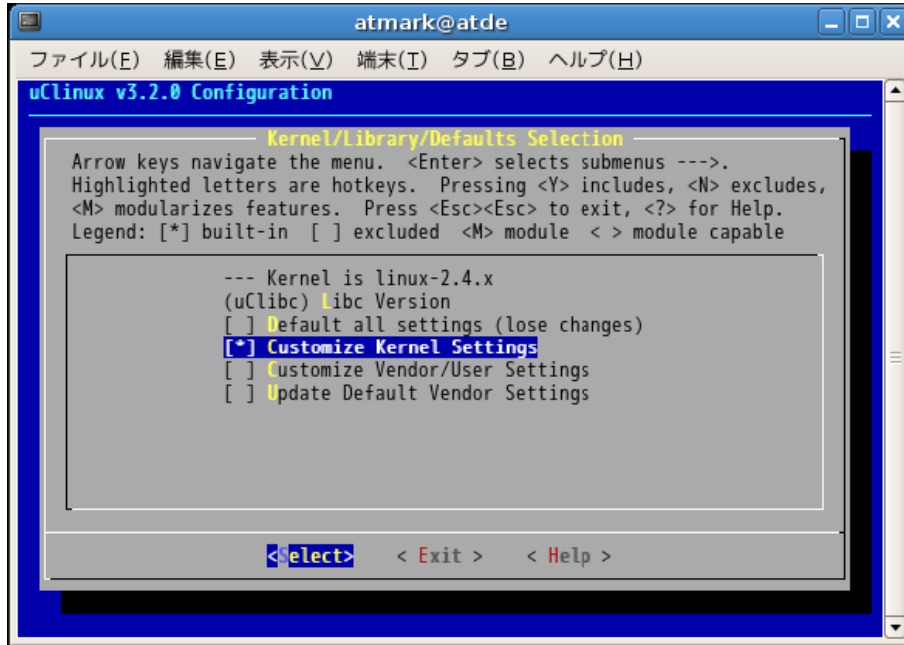 atmark@atde
ファイル(F) 編集(E) 表示(V) 端末(T) タブ(B) ヘルプ(H)
uClinux v3.2.0 Configuration
Kernel/Library/Defaults Selection
Arrow keys navigate the menu.  <Enter> selects submenus --->.
Highlighted letters are hotkeys.  Pressing <Y> includes, <N> excludes,
<M> modularizes features.  Press <Esc><Esc> to exit, <?> for Help.
Legend: [*] built-in  [ ] excluded  <M> module  < > module capable
--- Kernel is linux-2.4.x
(uClibc) Libc Version
[ ] Default all settings (lose changes)
[*] Customize Kernel Settings
[ ] Customize Vendor/User Settings
[ ] Update Default Vendor Settings
<Select>    < Exit >    < Help >